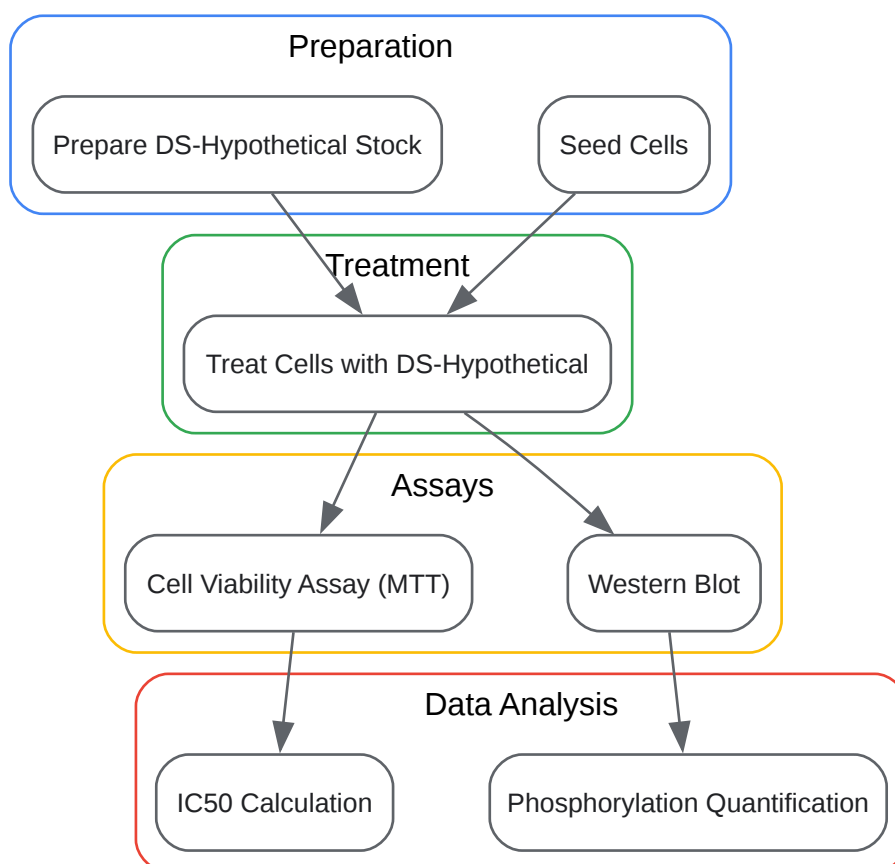 Preparation
Prepare DS-Hypothetical Stock
Seed Cells
Treatment
Treat Cells with DS-Hypothetical
Assays
Cell Viability Assay (MTT)
Western Blot
Data Analysis
IC50 Calculation
Phosphorylation Quantification